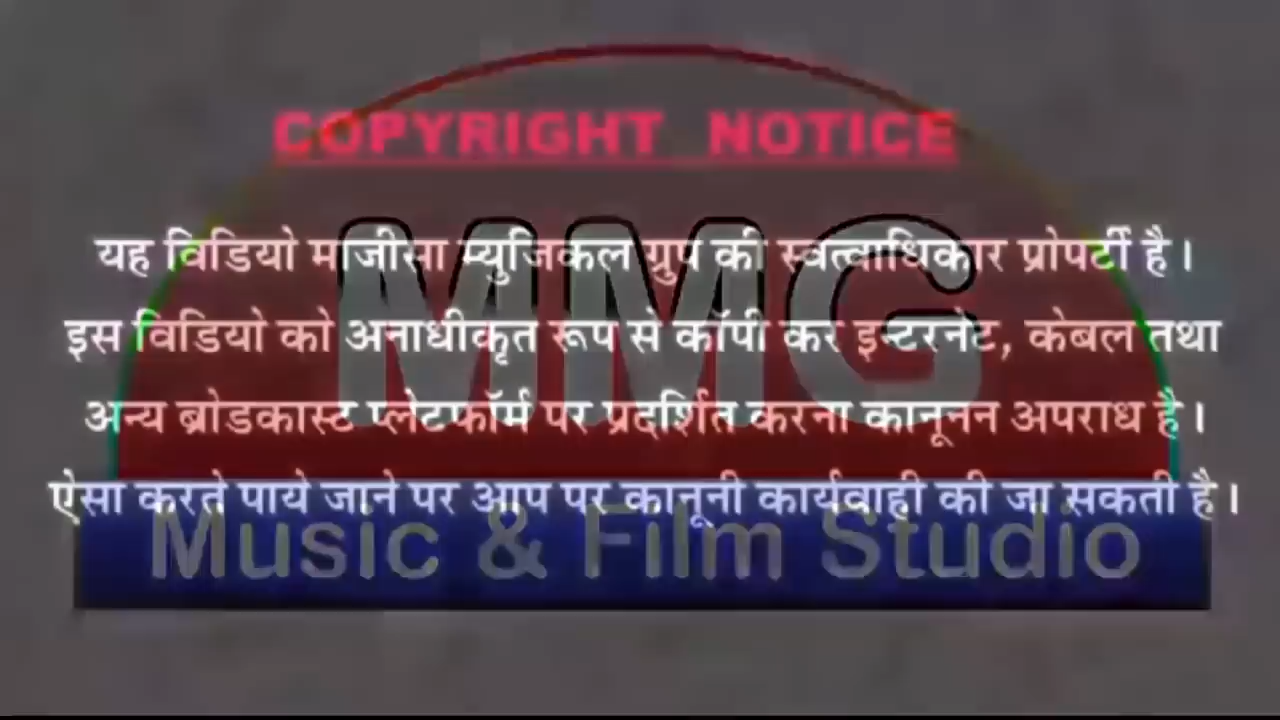 COPYRIGHT NOTICE
MMG
यह विडियो माजीसा म्युजिकल ग्रुप की स्वत्वाधिकार प्रोपर्टी है।
इस विडियो को अनाधीकृत रूप से कॉपी कर इन्टरनेट, केबल तथा
अन्य ब्रोडकास्ट प्लेटफॉर्म पर प्रदर्शित करना कानूनन अपराध है।
ऐसा करते पाये जाने पर आप पर कानूनी कार्यवाही की जा सकती है।
Music & Film Studio